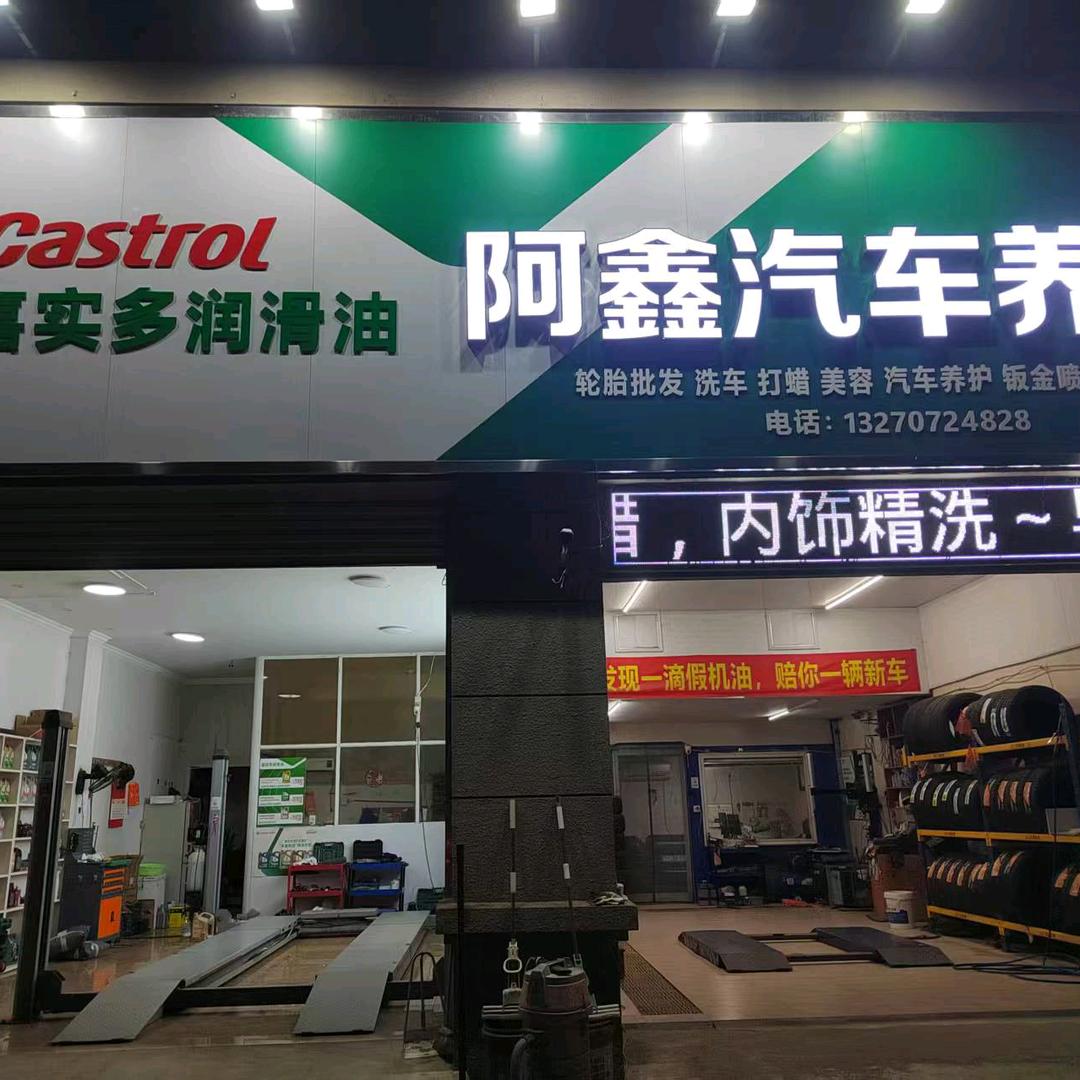 Castrol
嘉实多润滑油
阿鑫汽车养
轮胎批发 洗车 打蜡 美容 汽车养护 钣金喷
电话：13270724828
，内饰精洗～
发现一滴假机油，赔你一辆新车